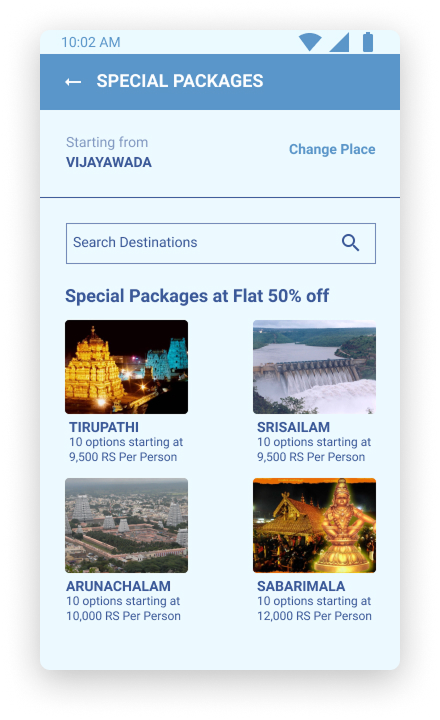 10:02 AM
SPECIAL PACKAGES
Starting from
VIJAYAWADA
Change Place
Search Destinations
Special Packages at Flat 50% off
TIRUPATHI
10 options starting at
9,500 RS Per Person
SRISAILAM
10 options starting at
9,500 RS Per Person
ARUNACHALAM
10 options starting at
10,000 RS Per Person
SABARIMALA
10 options starting at
12,000 RS Per Person